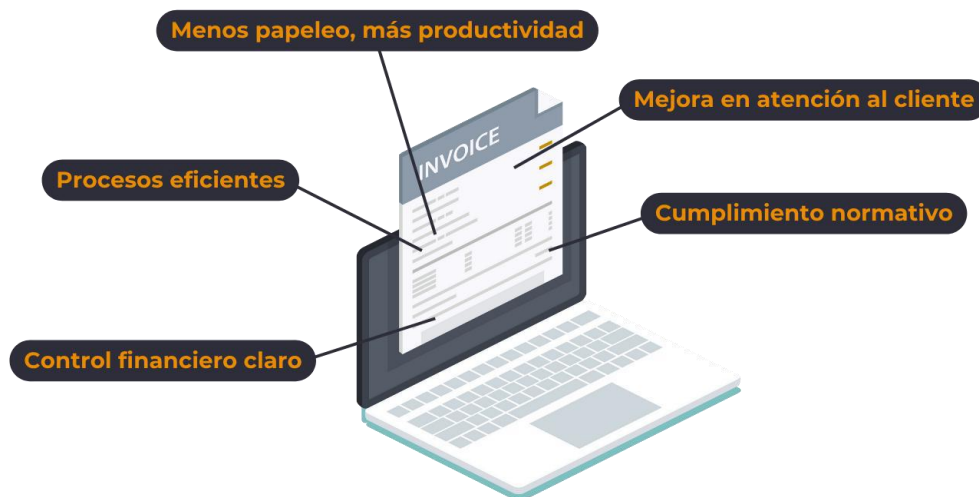 Menos papeleo, más productividad
Mejora en atención al cliente
INVOICE
Procesos eficientes
Cumplimiento normativo
Control financiero claro